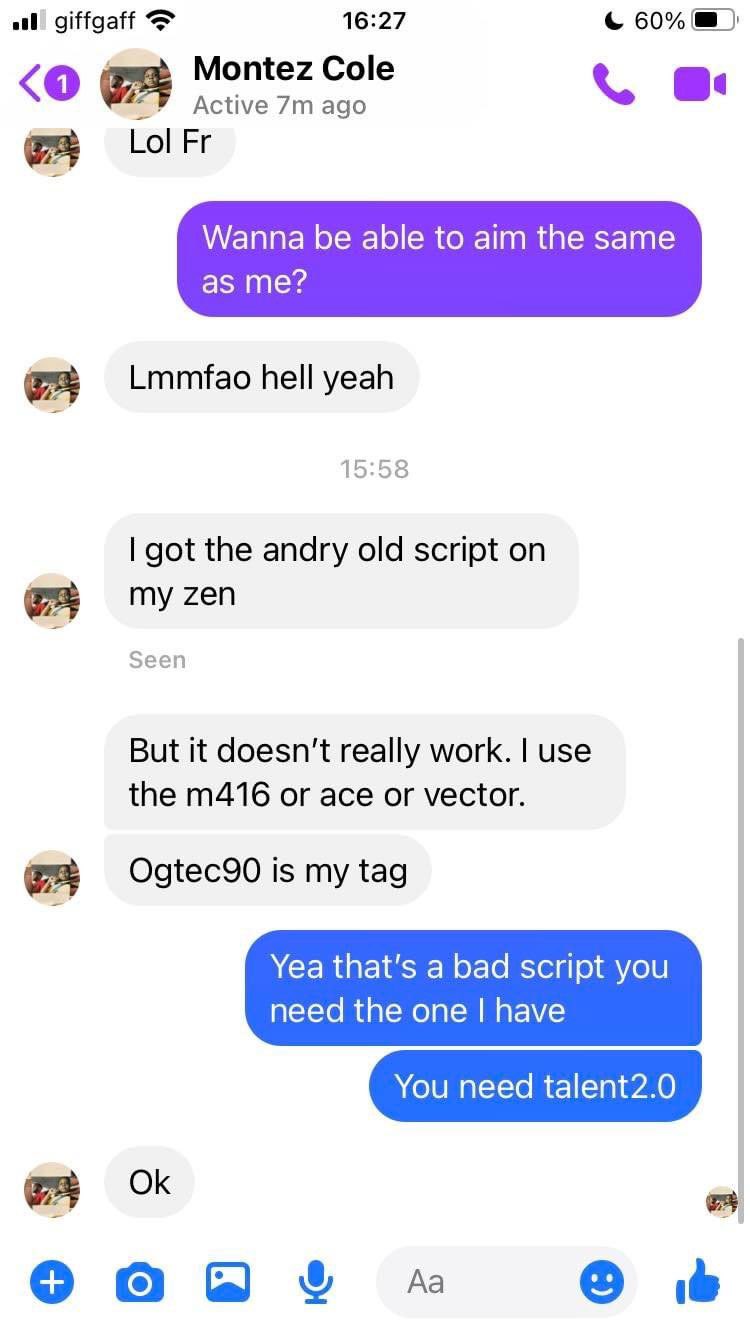 giffgaff 16:27 60%
1 Montez Cole
Active 7m ago
Lol Fr
Wanna be able to aim the same
as me?
Lmmfao hell yeah
15:58
I got the andry old script on
my zen
Seen
But it doesn't really work. I use
the m416 or ace or vector.
Ogtec90 is my tag
Yea that's a bad script you
need the one I have
You need talent2.0
Ok
Aa